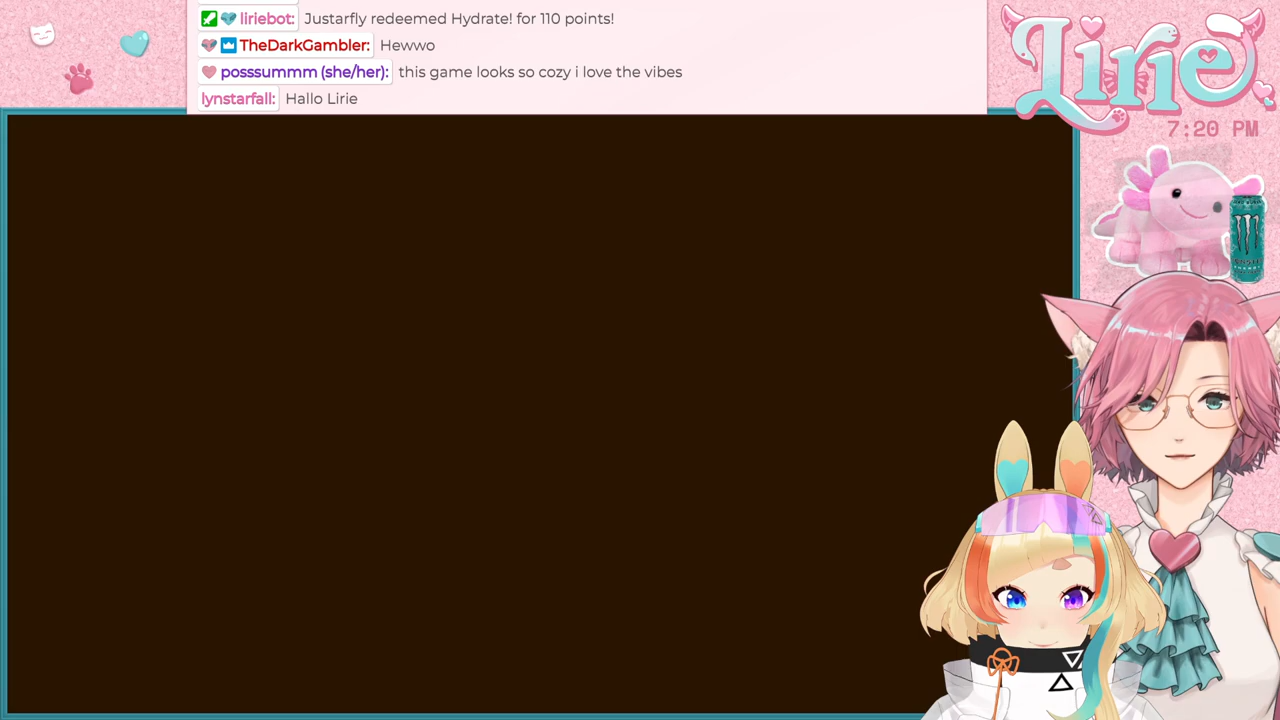 liriebot: Justarfly redeemed Hydrate! for 110 points!
TheDarkGambler: Hewwo
posssummm (she/her): this game looks so cozy i love the vibes
lynstarfall: Hallo Lirie
Lirie
7:20 PM